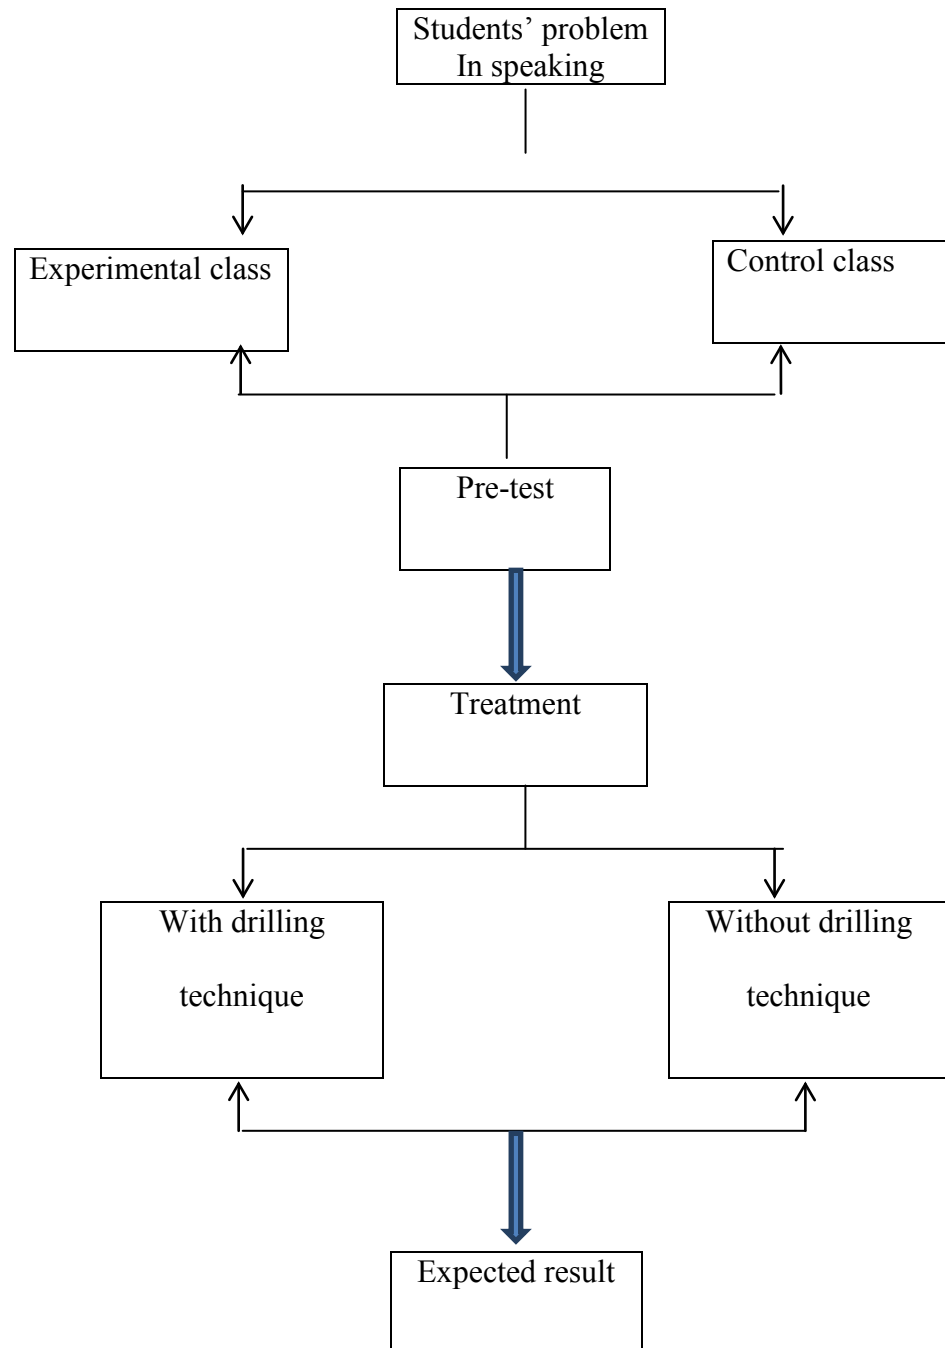 Students’ problem
In speaking
Experimental class
Control class
Pre-test
Treatment
With drilling
technique
Without drilling
technique
Expected result